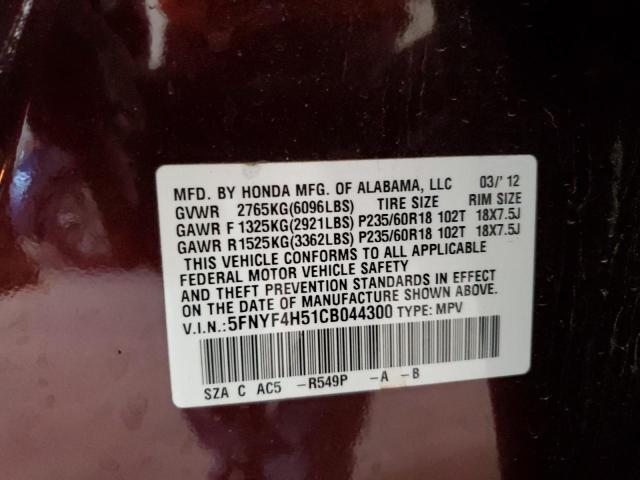 MFD. BY HONDA MFG. OF ALABAMA, LLC 03/'12
GVWR 2765KG(6096LBS) TIRE SIZE RIM SIZE
GAWR F 1325KG(2921LBS) P235/60R18 102T 18X7.5J
GAWR R 1525KG(3362LBS) P235/60R18 102T 18X7.5J
THIS VEHICLE CONFORMS TO ALL APPLICABLE
FEDERAL MOTOR VEHICLE SAFETY
AND THEFT PREVENTION STANDARDS IN EFFECT
ON THE DATE OF MANUFACTURE SHOWN ABOVE.
V.I.N.: 5FNYF4H51CB044300 TYPE: MPV
SZA C AC5 -R549P -A -B